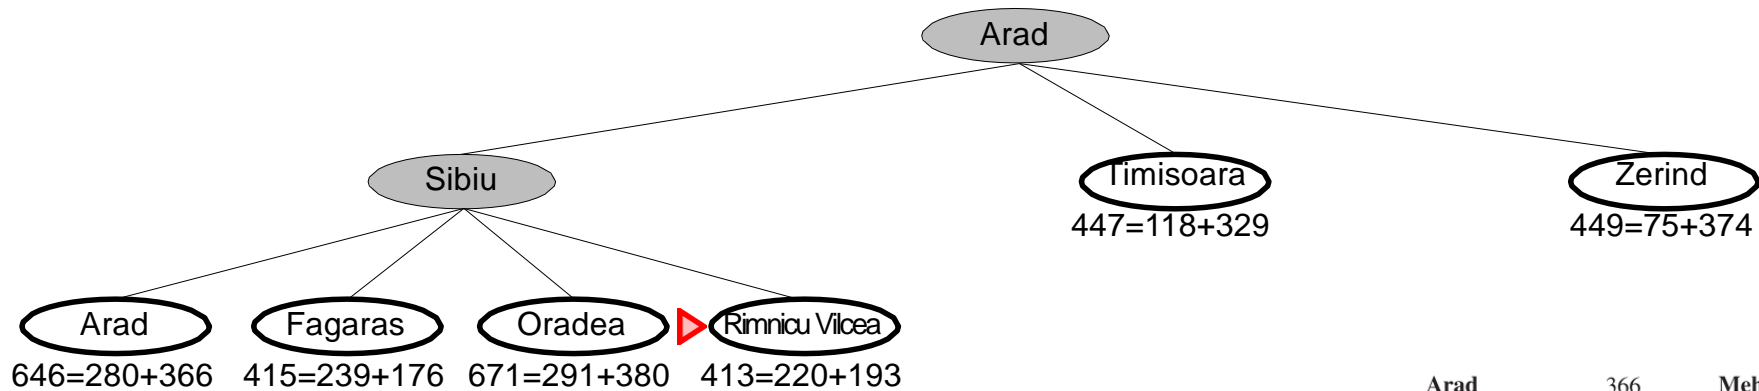 Arad
Sibiu
Timisoara
Zerind
447=118+329
449=75+374
Arad
Fagaras
Oradea
Rimnicu Vilcea
646=280+366
415=239+176
671=291+380
413=220+193
Arad 366